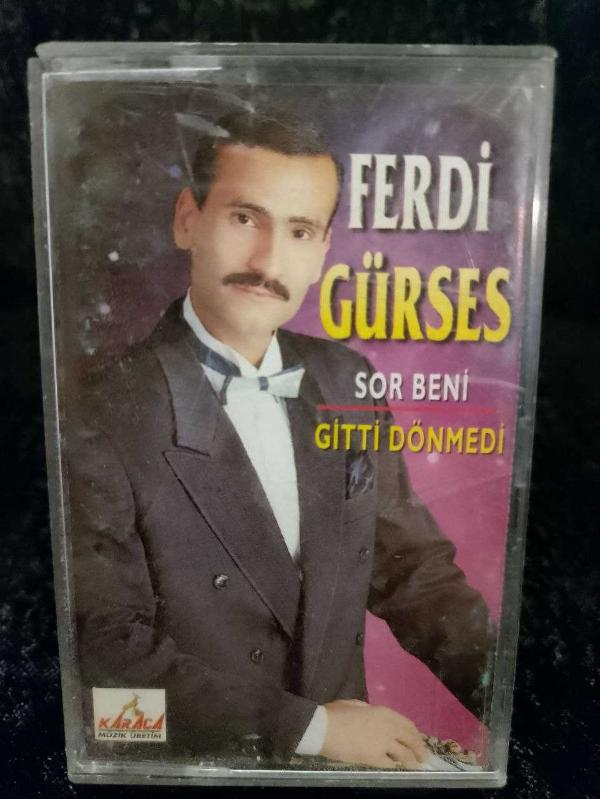 FERDİ
GÜRSES
SOR BENİ
GİTTİ DÖNMEDİ
KARACA
MÜZİK ÜRETİM